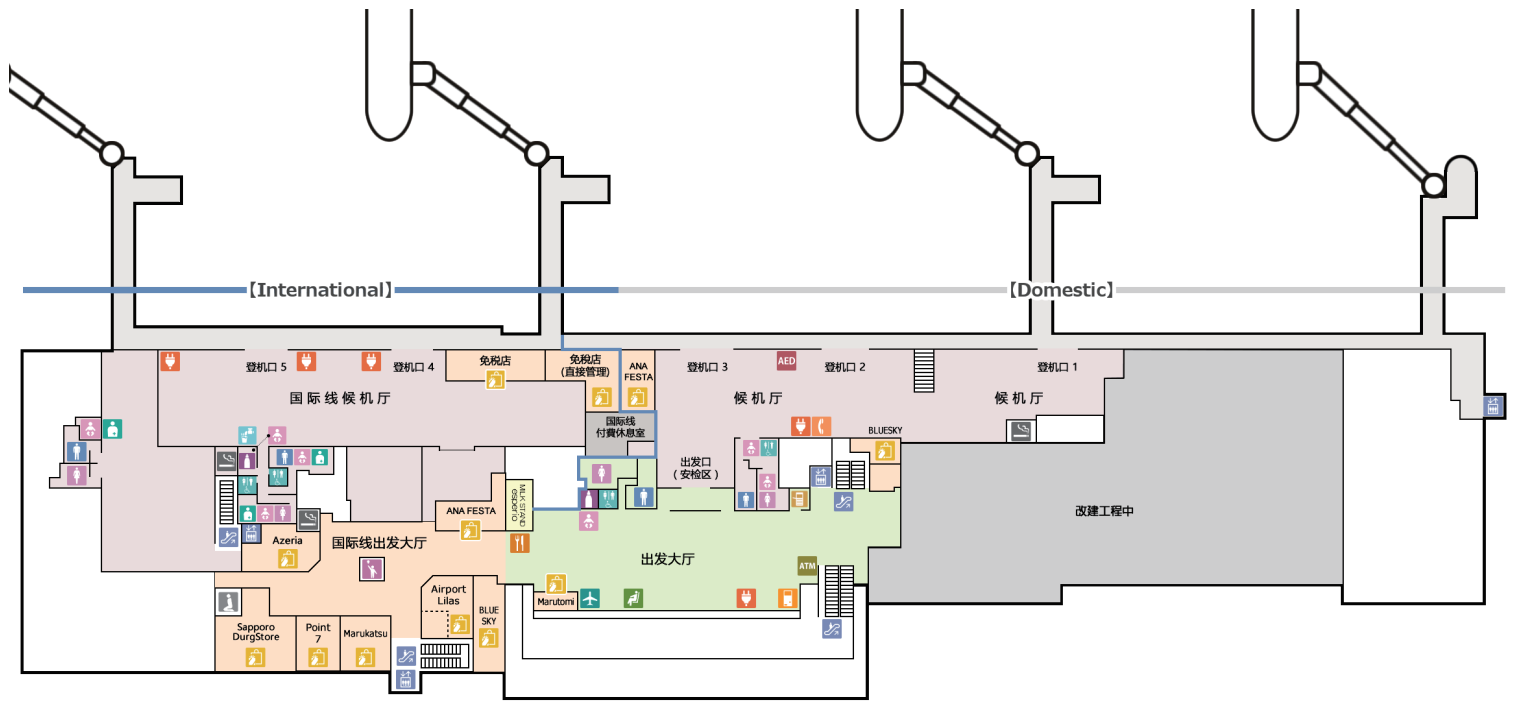 【International】
【Domestic】
登机口 5
登机口 4
免税店
免税店
(直接管理)
ANA
FESTA
登机口 3
AED
登机口 2
登机口 1
国际线候机厅
候机厅
候机厅
国际线
付費休息室
BLUESKY
出发口
（安检区）
MILK STAND
esperio
ANA FESTA
改建工程中
Azeria
国际线出发大厅
出发大厅
ATM
Airport
Lilas
Marutomi
BLUE
SKY
Sapporo
DurgStore
Point
7
Marukatsu